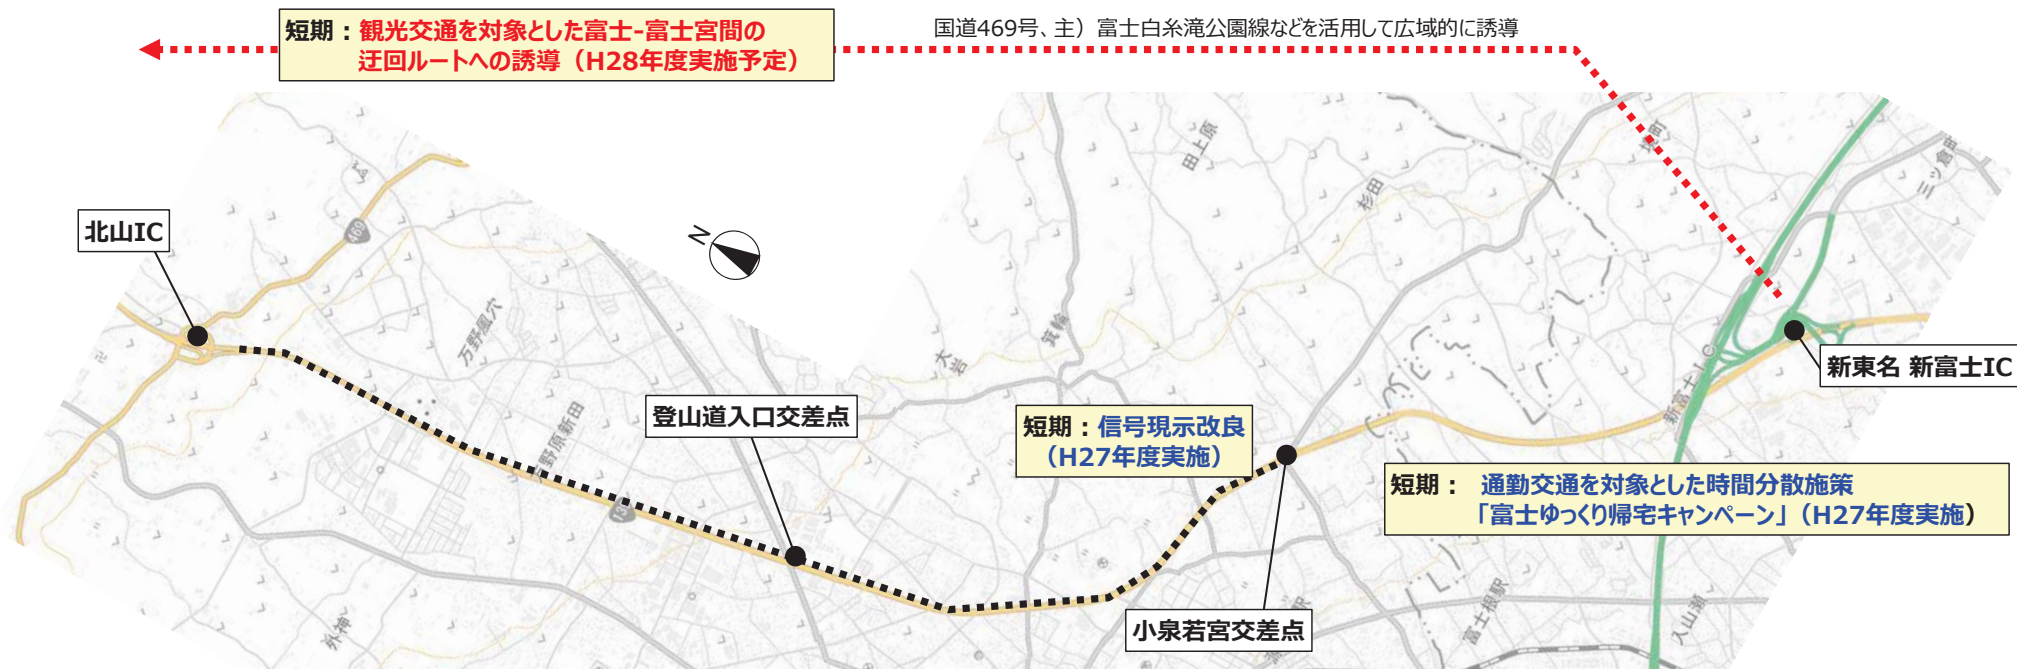 短期：観光交通を対象とした富士-富士宮間の
迂回ルートへの誘導（H28年度実施予定）
国道469号、主）富士白糸滝公園線などを活用して広域的に誘導
北山IC
469
N
万野風穴
万野原新田
外神
139
登山道入口交差点
大岩
箕輪
田上原
杉田
短期：信号現示改良
（H27年度実施）
小泉若宮交差点
短期： 通勤交通を対象とした時間分散施策
「富士ゆっくり帰宅キャンペーン」（H27年度実施）
新東名 新富士IC
新富士IC
三ツ倉
富士根駅
入山瀬
駅